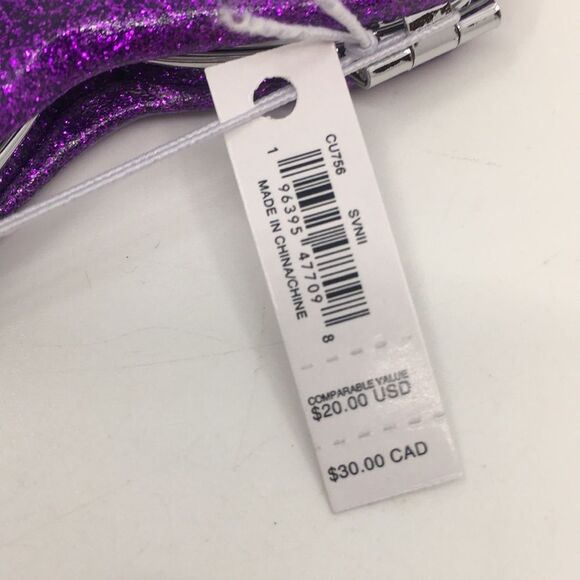 CU756 SVNII
1 96395 47709 8
MADE IN CHINA/CHINE
COMPARABLE VALUE
$20.00 USD
$30.00 CAD